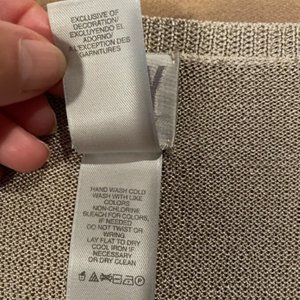 EXCLUSIVE OF
DECORATION/
EXCLUYENDO EL
ADORNO
A L'EXCEPTION DES
GARNITURES
HAND WASH COLD
WASH WITH LIKE
COLORS
NON-CHLORINE
BLEACH FOR COLORS,
IF NEEDED
DO NOT TWIST OR
WRING
LAY FLAT TO DRY
COOL IRON IF
NECESSARY
OR DRY CLEAN